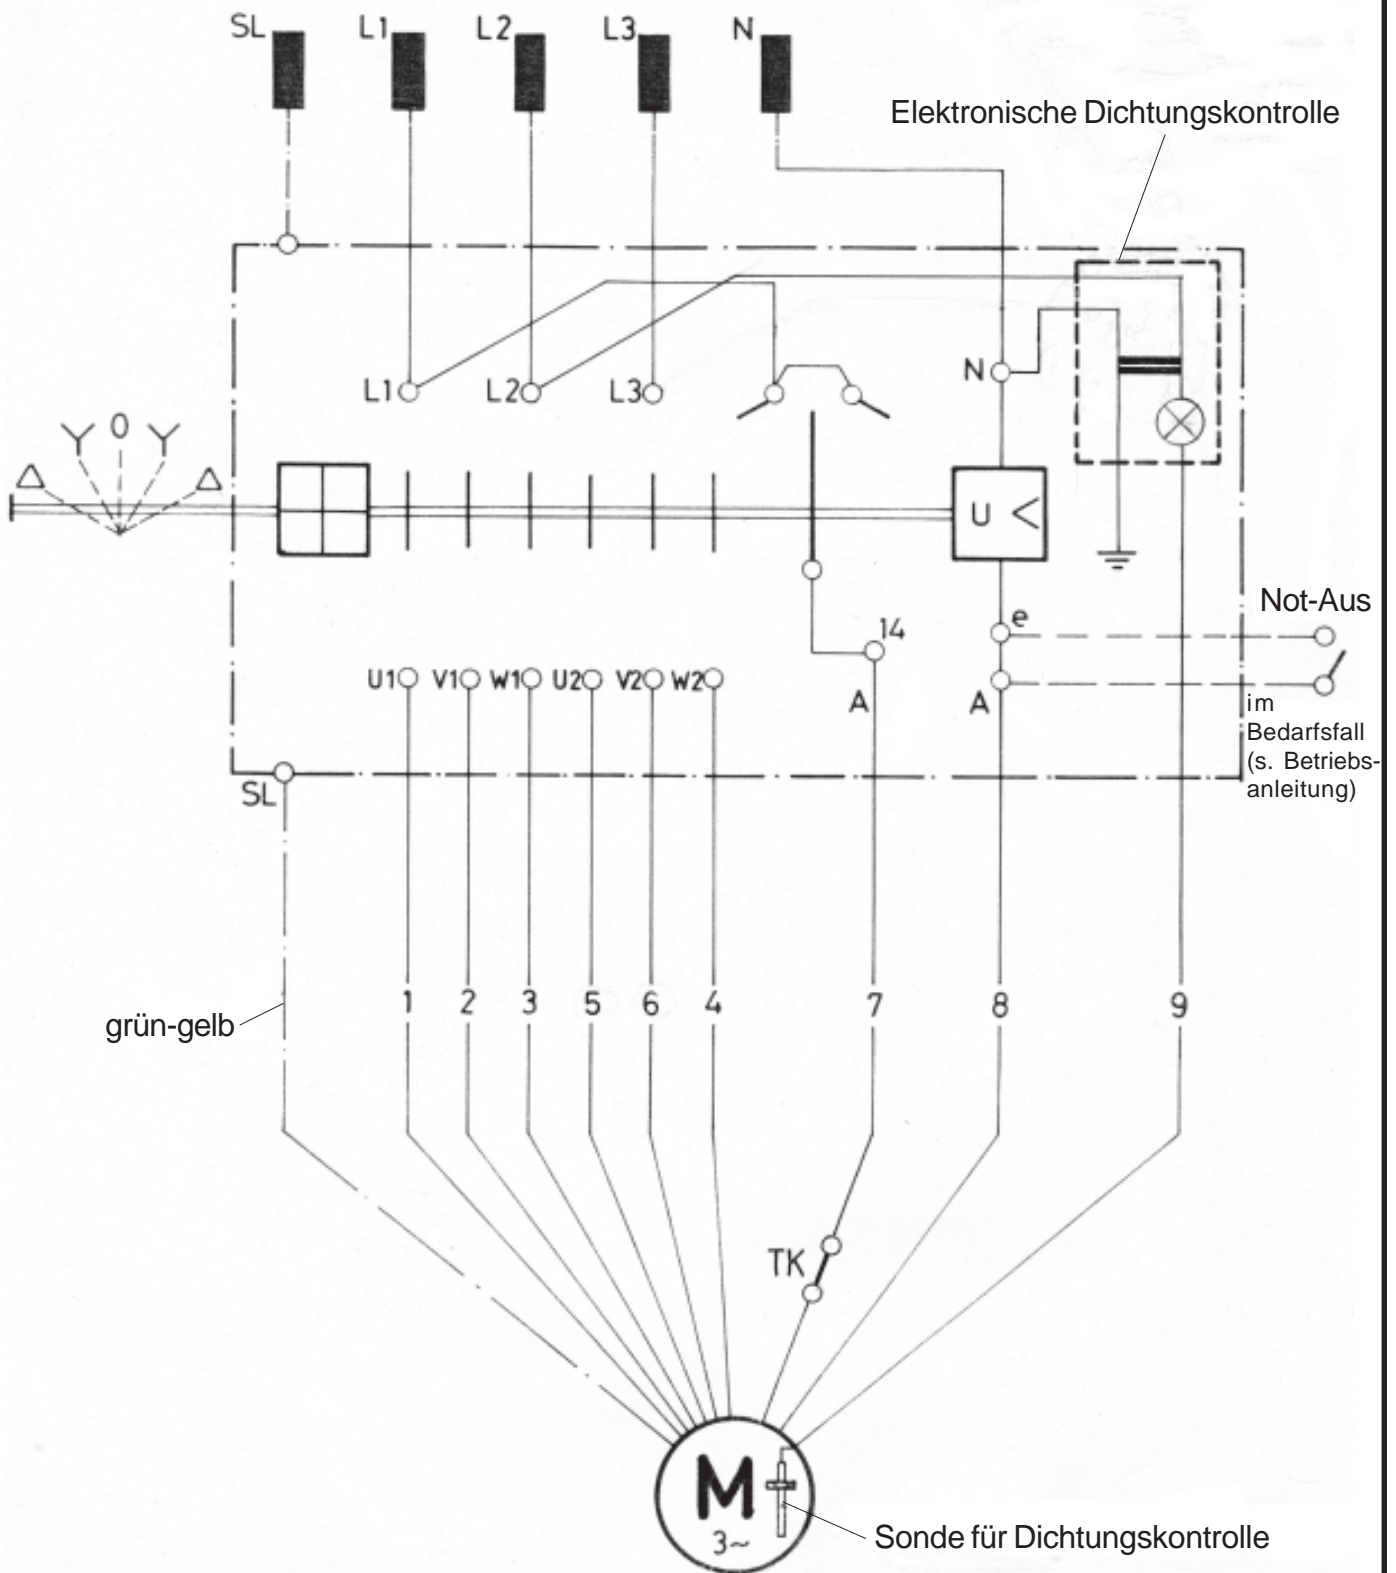 SL L1 L2 L3 N
Elektronische Dichtungskontrolle
L1 L2 L3 N
0
U <
Not-Aus
e
14
U1 V1 W1 U2 V2 W2
A A
im
Bedarfsfall
(s. Betriebs-
anleitung)
SL
1 2 3 5 6 4 7 8 9
grün-gelb
TK
M
3~
Sonde für Dichtungskontrolle